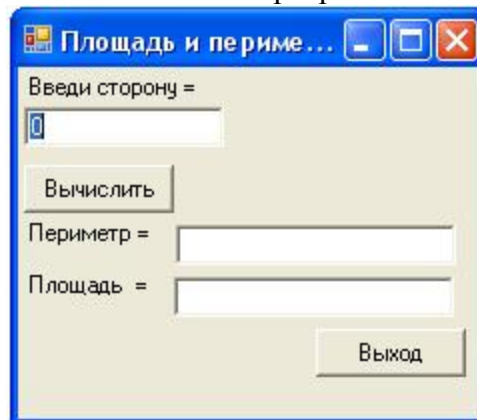 Площадь и периме...
Введи сторону =
0
Вычислить
Периметр =
Площадь =
Выход